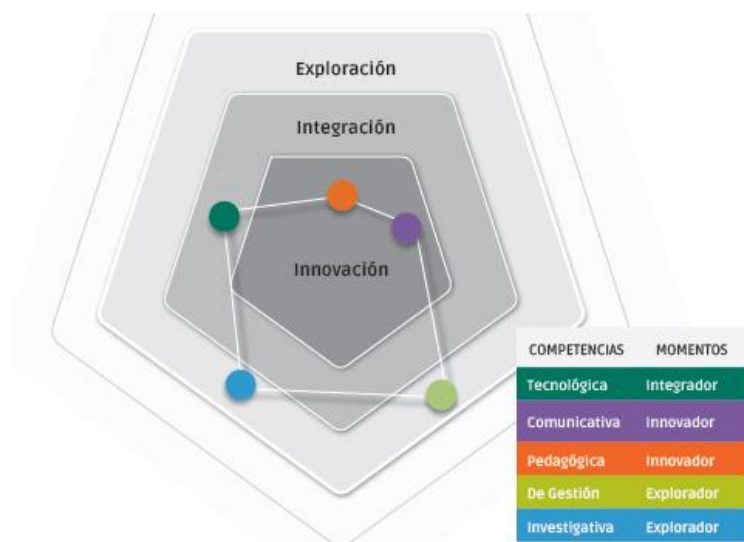 Exploración
Integración
Innovación
COMPETENCIAS MOMENTOS
Tecnológica Integrador
Comunicativa Innovador
Pedagógica Innovador
De Gestión Explorador
Investigativa Explorador